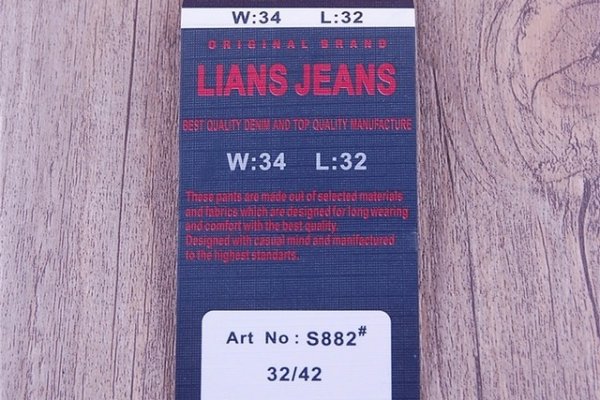 W:34 L:32
ORIGINAL BRAND
LIANS JEANS
BEST QUALITY DENIM AND TOP QUALITY MANUFACTURE
W:34 L:32
These pants are made out of selected materials
and fabrics which are designed for long wearing
and comfort with the best quality.
Designed with casual mind and manifactured
to the highest standarts.
Art No: S882#
32/42